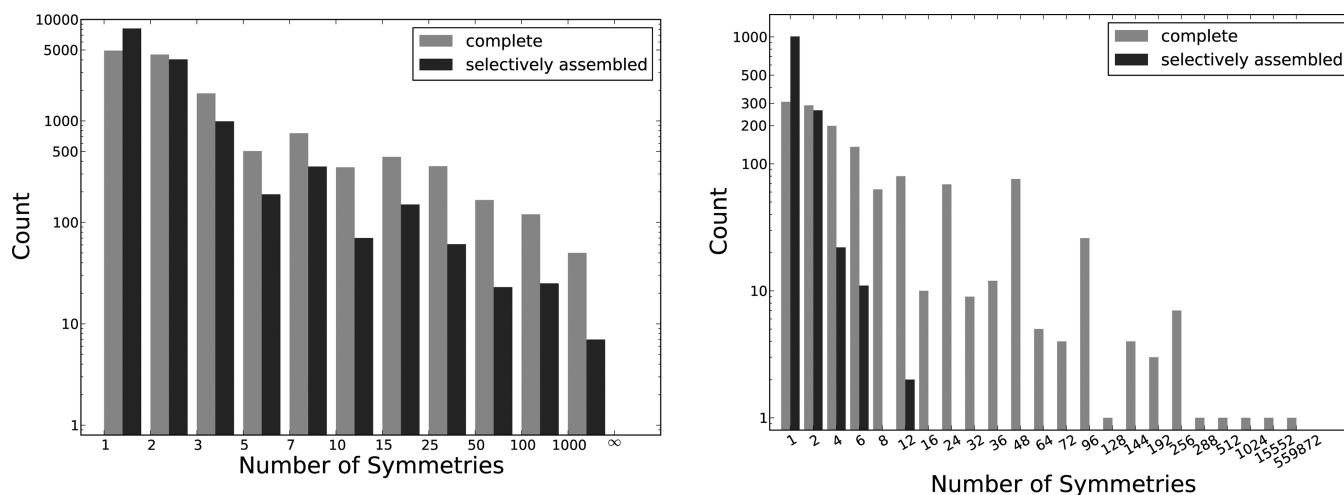 10000
5000
1000
500
100
10
1
Count
complete
selectively assembled
1 2 3 5 7 10 15 25 50 100 1000 ∞
Number of Symmetries
1000
500
300
100
10
1
Count
complete
selectively assembled
1 2 4 6 8 12 16 24 32 36 48 64 72 96 128 144 192 256 288 512 1024 15552 559872
Number of Symmetries